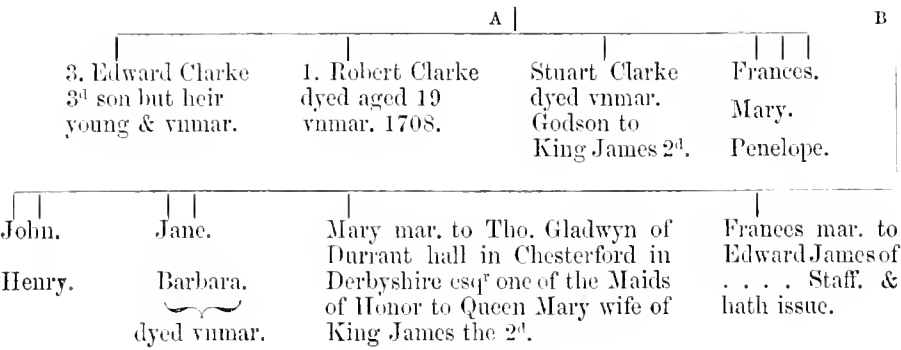 A B
3. Edward Clarke
3d son but heir
young & vnmar.
1. Robert Clarke
dyed aged 19
vnmar. 1708.
Stuart Clarke
dyed vnmar.
Godson to
King James 2d.
Frances.
Mary.
Penelope.
John.
Henry.
Jane.
Barbara.
dyed vnmar.
Mary mar. to Tho. Gladwyn of
Durrant hall in Chesterford in
Derbyshire esqr one of the Maids
of Honor to Queen Mary wife of
King James the 2d.
Frances mar. to
Edward James of
. . . . Staff. &
hath issue.